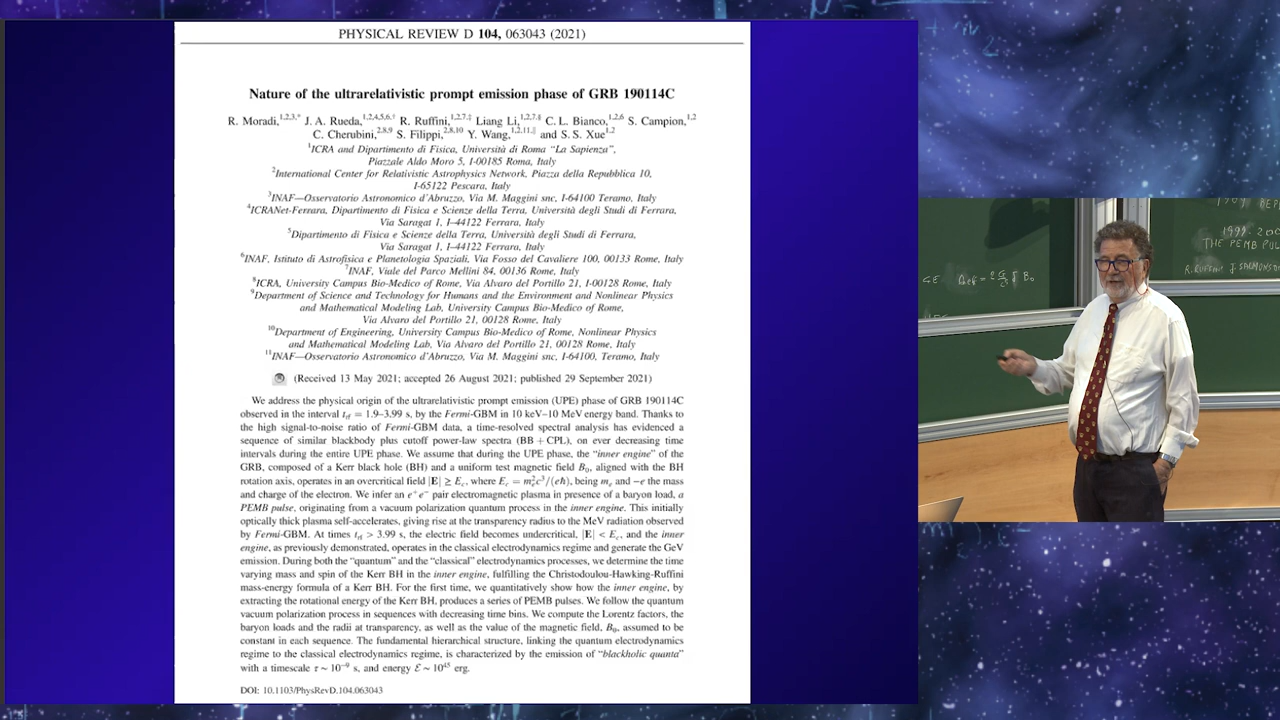 PHYSICAL REVIEW D 104, 063043 (2021)
Nature of the ultrarelativistic prompt emission phase of GRB 190114C
R. Moradi,1,2,3,* J. A. Rueda,1,2,4,5,6,† R. Ruffini,1,2,7,‡ Liang Li,1,2,7,§ C. L. Bianco,1,2,6 S. Campion,1,2
C. Cherubini,2,8,9 S. Filippi,2,8,10 Y. Wang,1,2,11,∥ and S. S. Xue1,2
1ICRA and Dipartimento di Fisica, Università di Roma “La Sapienza”,
Piazzale Aldo Moro 5, I-00185 Roma, Italy
2International Center for Relativistic Astrophysics Network, Piazza della Repubblica 10,
I-65122 Pescara, Italy
3INAF—Osservatorio Astronomico d’Abruzzo, Via M. Maggini snc, I-64100 Teramo, Italy
4ICRANet-Ferrara, Dipartimento di Fisica e Scienze della Terra, Università degli Studi di Ferrara,
Via Saragat 1, I–44122 Ferrara, Italy
5Dipartimento di Fisica e Scienze della Terra, Università degli Studi di Ferrara,
Via Saragat 1, I–44122 Ferrara, Italy
6INAF, Istituto di Astrofisica e Planetologia Spaziali, Via Fosso del Cavaliere 100, 00133 Rome, Italy
7INAF, Viale del Parco Mellini 84, 00136 Rome, Italy
8ICRA, University Campus Bio-Medico of Rome, Via Alvaro del Portillo 21, I-00128 Rome, Italy
9Department of Science and Technology for Humans and the Environment and Nonlinear Physics
and Mathematical Modeling Lab, University Campus Bio-Medico of Rome,
Via Alvaro del Portillo 21, 00128 Rome, Italy
10Department of Engineering, University Campus Bio-Medico of Rome, Nonlinear Physics
and Mathematical Modeling Lab, Via Alvaro del Portillo 21, 00128 Rome, Italy
11INAF—Osservatorio Astronomico d’Abruzzo, Via M. Maggini snc, I-64100, Teramo, Italy
(Received 13 May 2021; accepted 26 August 2021; published 29 September 2021)
We address the physical origin of the ultrarelativistic prompt emission (UPE) phase of GRB 190114C
observed in the interval trf = 1.9–3.99 s, by the Fermi-GBM in 10 keV–10 MeV energy band. Thanks to
the high signal-to-noise ratio of Fermi-GBM data, a time-resolved spectral analysis has evidenced a
sequence of similar blackbody plus cutoff power-law spectra (BB + CPL), on ever decreasing time
intervals during the entire UPE phase. We assume that during the UPE phase, the “inner engine” of the
GRB, composed of a Kerr black hole (BH) and a uniform test magnetic field B0, aligned with the BH
rotation axis, operates in an overcritical field |E| ≥ Ec, where Ec = me²c³/(eℏ), being me and −e the mass
and charge of the electron. We infer an e⁺e⁻ pair electromagnetic plasma in presence of a baryon load, a
PEMB pulse, originating from a vacuum polarization quantum process in the inner engine. This initially
optically thick plasma self-accelerates, giving rise at the transparency radius to the MeV radiation observed
by Fermi-GBM. At times trf > 3.99 s, the electric field becomes undercritical, |E| < Ec, and the inner
engine, as previously demonstrated, operates in the classical electrodynamics regime and generate the GeV
emission. During both the “quantum” and the “classical” electrodynamics processes, we determine the time
varying mass and spin of the Kerr BH in the inner engine, fulfilling the Christodoulou-Hawking-Ruffini
mass-energy formula of a Kerr BH. For the first time, we quantitatively show how the inner engine, by
extracting the rotational energy of the Kerr BH, produces a series of PEMB pulses. We follow the quantum
vacuum polarization process in sequences with decreasing time bins. We compute the Lorentz factors, the
baryon loads and the radii at transparency, as well as the value of the magnetic field, B0, assumed to be
constant in each sequence. The fundamental hierarchical structure, linking the quantum electrodynamics
regime to the classical electrodynamics regime, is characterized by the emission of “blackholic quanta”
with a timescale τ ∼ 10⁻⁹ s, and energy ℰ ∼ 10⁴⁵ erg.
DOI: 10.1103/PhysRevD.104.063043
THE PEMB PUL
R. RUFFINI J SALMONSO